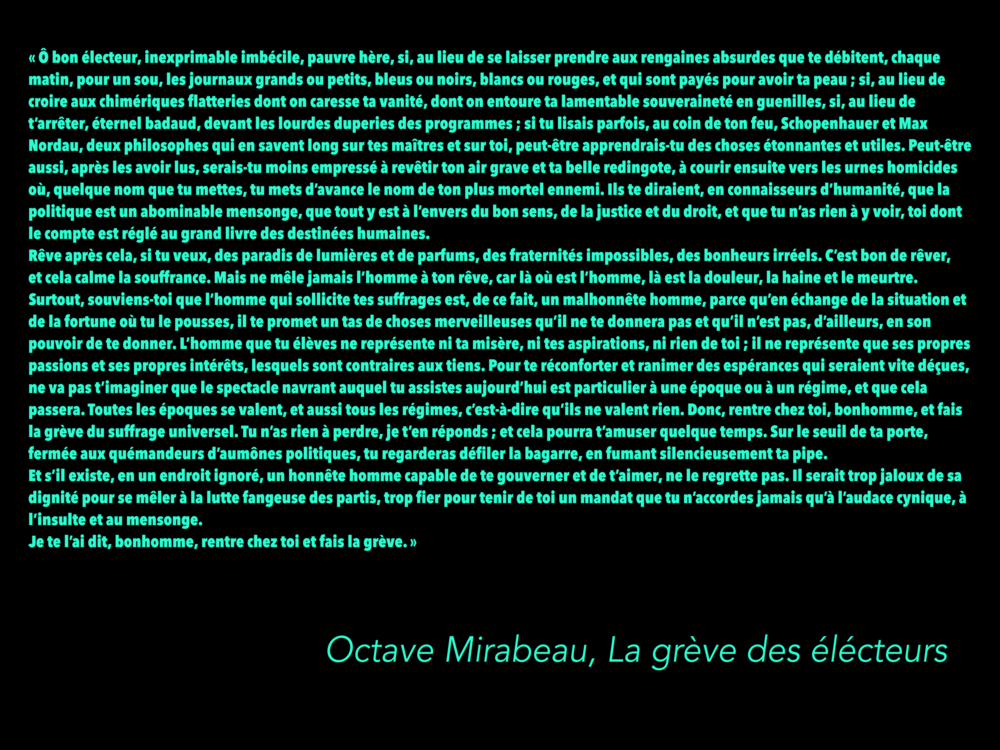 « Ô bon électeur, inexprimable imbécile, pauvre hère, si, au lieu de se laisser prendre aux rengaines absurdes que te débitent, chaque
matin, pour un sou, les journaux grands ou petits, bleus ou noirs, blancs ou rouges, et qui sont payés pour avoir ta peau ; si, au lieu de
croire aux chimériques flatteries dont on caresse ta vanité, dont on entoure ta lamentable souveraineté en guenilles, si, au lieu de
t’arrêter, éternel badaud, devant les lourdes duperies des programmes ; si tu lisais parfois, au coin de ton feu, Schopenhauer et Max
Nordau, deux philosophes qui en savent long sur tes maîtres et sur toi, peut-être apprendrais-tu des choses étonnantes et utiles. Peut-être
aussi, après les avoir lus, serais-tu moins empressé à revêtir ton air grave et ta belle redingote, à courir ensuite vers les urnes homicides
où, quelque nom que tu mettes, tu mets d’avance le nom de ton plus mortel ennemi. Ils te diraient, en connaisseurs d’humanité, que la
politique est un abominable mensonge, que tout y est à l’envers du bon sens, de la justice et du droit, et que tu n’as rien à y voir, toi dont
le compte est réglé au grand livre des destinées humaines.
Rêve après cela, si tu veux, des paradis de lumières et de parfums, des fraternités impossibles, des bonheurs irréels. C’est bon de rêver,
et cela calme la souffrance. Mais ne mêle jamais l’homme à ton rêve, car là où est l’homme, là est la douleur, la haine et le meurtre.
Surtout, souviens-toi que l’homme qui sollicite tes suffrages est, de ce fait, un malhonnête homme, parce qu’en échange de la situation et
de la fortune où tu le pousses, il te promet un tas de choses merveilleuses qu’il ne te donnera pas et qu’il n’est pas, d’ailleurs, en son
pouvoir de te donner. L’homme que tu élèves ne représente ni ta misère, ni tes aspirations, ni rien de toi ; il ne représente que ses propres
passions et ses propres intérêts, lesquels sont contraires aux tiens. Pour te réconforter et ranimer des espérances qui seraient vite déçues,
ne va pas t’imaginer que le spectacle navrant auquel tu assistes aujourd’hui est particulier à une époque ou à un régime, et que cela
passera. Toutes les époques se valent, et aussi tous les régimes, c’est-à-dire qu’ils ne valent rien. Donc, rentre chez toi, bonhomme, et fais
la grève du suffrage universel. Tu n’as rien à perdre, je t’en réponds ; et cela pourra t’amuser quelque temps. Sur le seuil de ta porte,
fermée aux quémandeurs d’aumônes politiques, tu regarderas défiler la bagarre, en fumant silencieusement ta pipe.
Et s’il existe, en un endroit ignoré, un honnête homme capable de te gouverner et de t’aimer, ne le regrette pas. Il serait trop jaloux de sa
dignité pour se mêler à la lutte fangeuse des partis, trop fier pour tenir de toi un mandat que tu n’accordes jamais qu’à l’audace cynique, à
l’insulte et au mensonge.
Je te l’ai dit, bonhomme, rentre chez toi et fais la grève. »
Octave Mirabeau, La grève des élécteurs